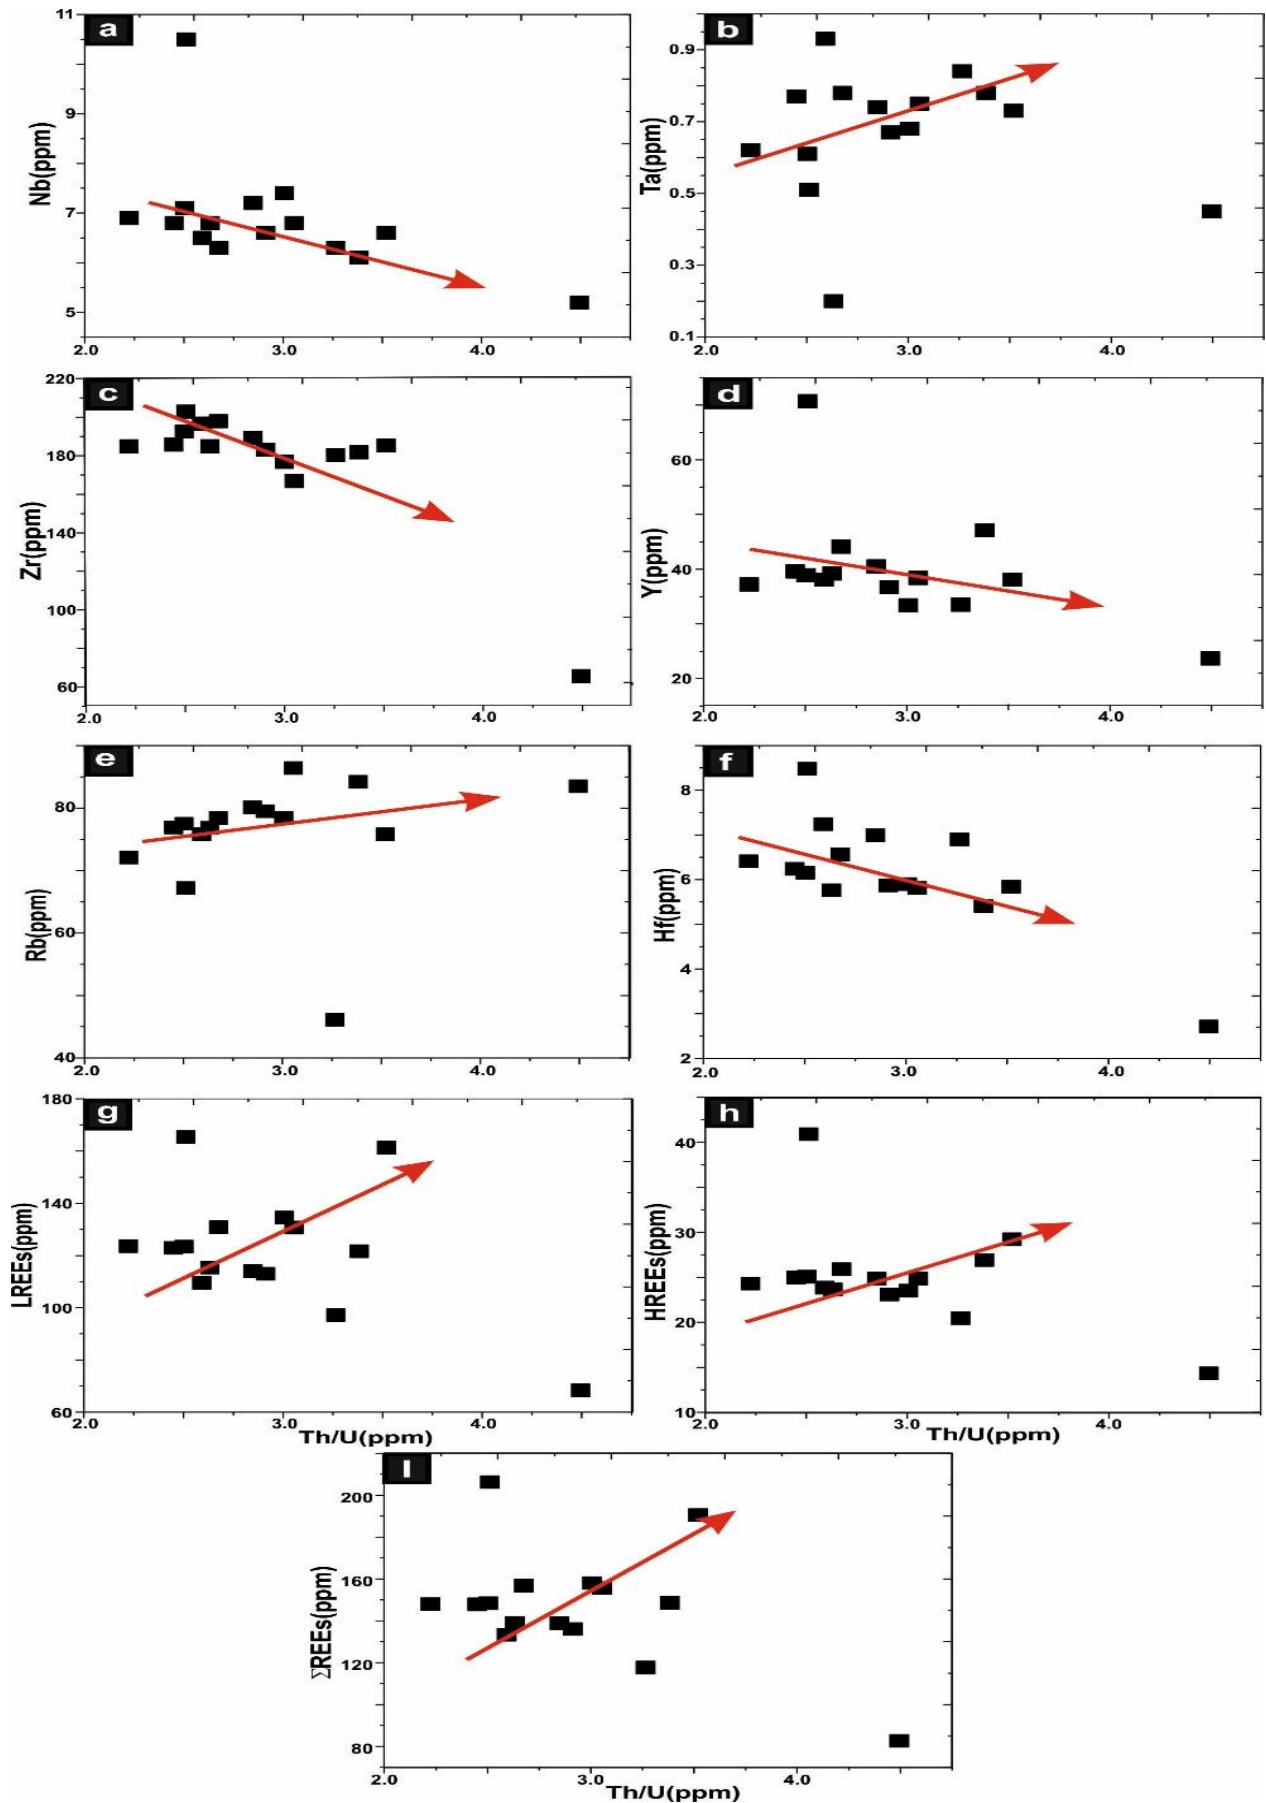 a
11
9
7
5
Nb(ppm)
2.0 3.0 4.0
b
0.9
0.7
0.5
0.3
0.1
Ta(ppm)
2.0 3.0 4.0
c
220
180
140
100
60
Zr(ppm)
2.0 3.0 4.0
d
60
40
20
Y(ppm)
2.0 3.0 4.0
e
80
60
40
Rb(ppm)
2.0 3.0 4.0
f
8
6
4
2
Hf(ppm)
2.0 3.0 4.0
g
180
140
100
60
LREEs(ppm)
2.0 3.0 4.0
Th/U(ppm)
h
40
30
20
10
HREEs(ppm)
2.0 3.0 4.0
Th/U(ppm)
I
200
160
120
80
ΣREEs(ppm)
2.0 3.0 4.0
Th/U(ppm)